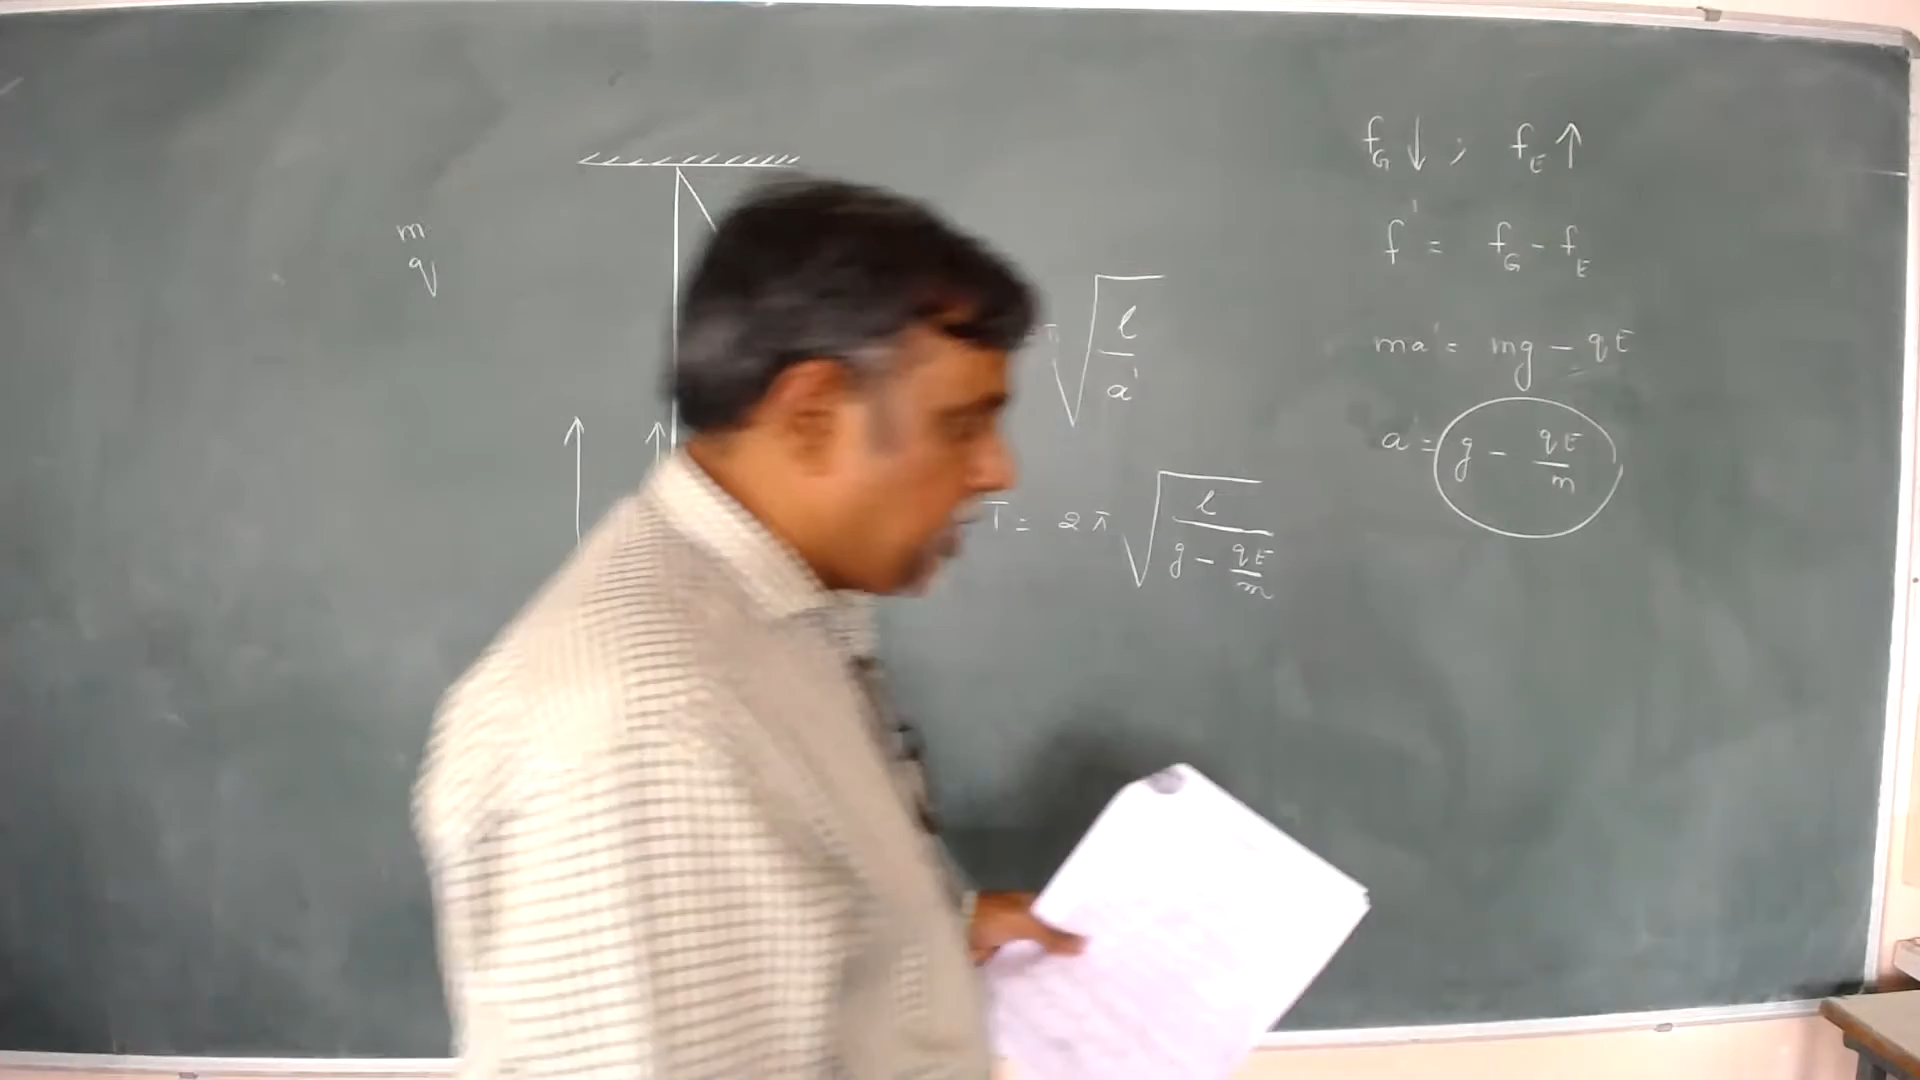 m
q
π √(l / a')
T = 2π √(l / (g - qE/m))
f_G ↓ ; f_E ↑
f' = f_G - f_E
ma' = mg - qE
a' = g - qE/m